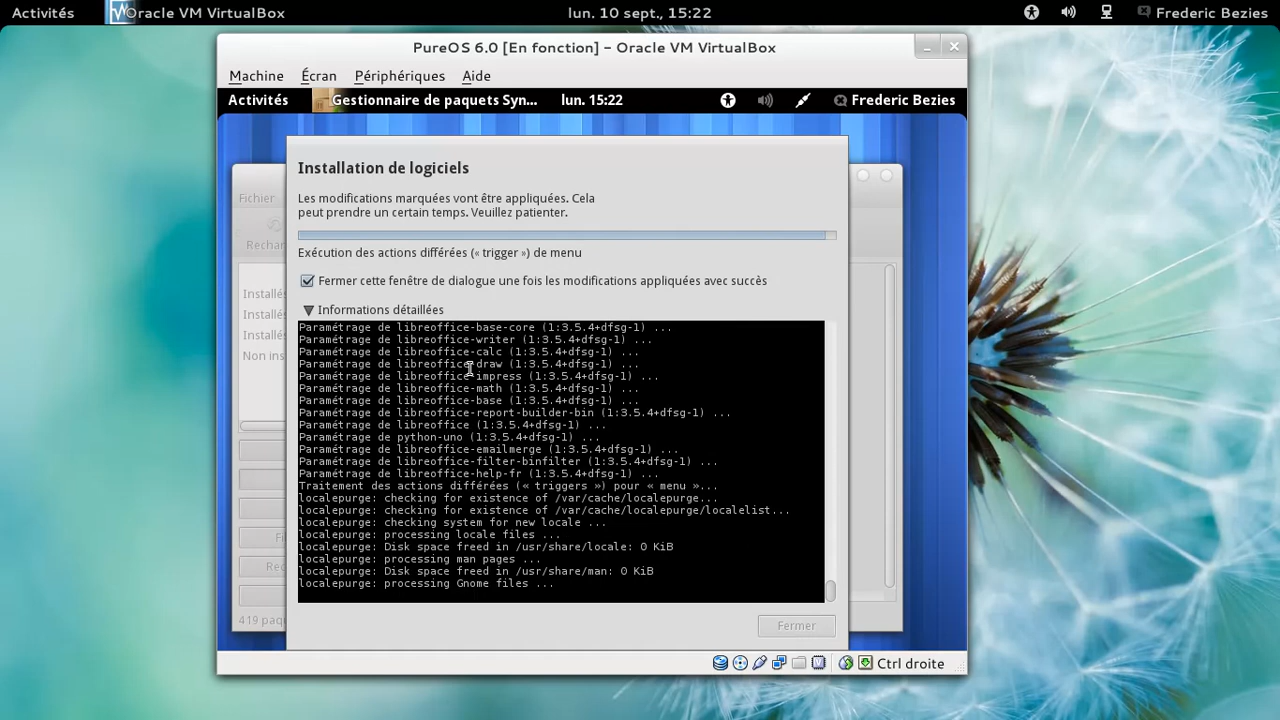 Activités
Oracle VM VirtualBox
lun. 10 sept., 15:22
Frederic Bezies
PureOS 6.0 [En fonction] - Oracle VM VirtualBox
Machine
Écran
Périphériques
Aide
Activités
Gestionnaire de paquets Syn...
lun. 15:22
Frederic Bezies
Fichier
Installation de logiciels
Les modifications marquées vont être appliquées. Cela
peut prendre un certain temps. Veuillez patienter.
Exécution des actions différées (« trigger ») de menu
Fermer cette fenêtre de dialogue une fois les modifications appliquées avec succès
Informations détaillées
Paramétrage de libreoffice-base-core (1:3.5.4+dfsg-1) ...
Paramétrage de libreoffice-writer (1:3.5.4+dfsg-1) ...
Paramétrage de libreoffice-calc (1:3.5.4+dfsg-1) ...
Paramétrage de libreoffice-draw (1:3.5.4+dfsg-1) ...
Paramétrage de libreoffice-impress (1:3.5.4+dfsg-1) ...
Paramétrage de libreoffice-math (1:3.5.4+dfsg-1) ...
Paramétrage de libreoffice-base (1:3.5.4+dfsg-1) ...
Paramétrage de libreoffice-report-builder-bin (1:3.5.4+dfsg-1) ...
Paramétrage de libreoffice (1:3.5.4+dfsg-1) ...
Paramétrage de python-uno (1:3.5.4+dfsg-1) ...
Paramétrage de libreoffice-emailmerge (1:3.5.4+dfsg-1) ...
Paramétrage de libreoffice-filter-binfilter (1:3.5.4+dfsg-1) ...
Paramétrage de libreoffice-help-fr (1:3.5.4+dfsg-1) ...
Traitement des actions différées (« triggers ») pour « menu »...
localepurge: checking for existence of /var/cache/localepurge...
localepurge: checking for existence of /var/cache/localepurge/localelist...
localepurge: checking system for new locale ...
localepurge: processing locale files ...
localepurge: Disk space freed in /usr/share/locale: 0 KiB
localepurge: processing man pages ...
localepurge: Disk space freed in /usr/share/man: 0 KiB
localepurge: processing Gnome files ...
Rechar
Installés
Installés
Installés
Non ins
419 paqu
Fermer
Ctrl droite